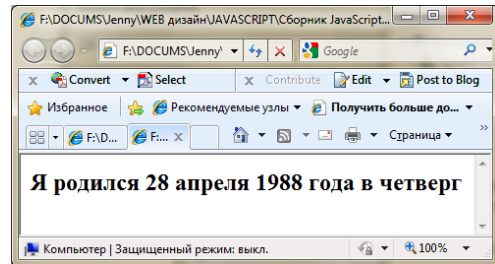 F:\DOCUMS\Jenny\WEB дизайн\JAVASCRIPT\Сборник JavaScript...
F:\DOCUMS\Jenny\ Google
x Convert Select x Contribute Edit Post to Blog
Избранное Рекомендуемые узлы Получить больше до...
F:\D... F:... Страница »
Я родился 28 апреля 1988 года в четверг
Компьютер | Защищенный режим: выкл. 100%